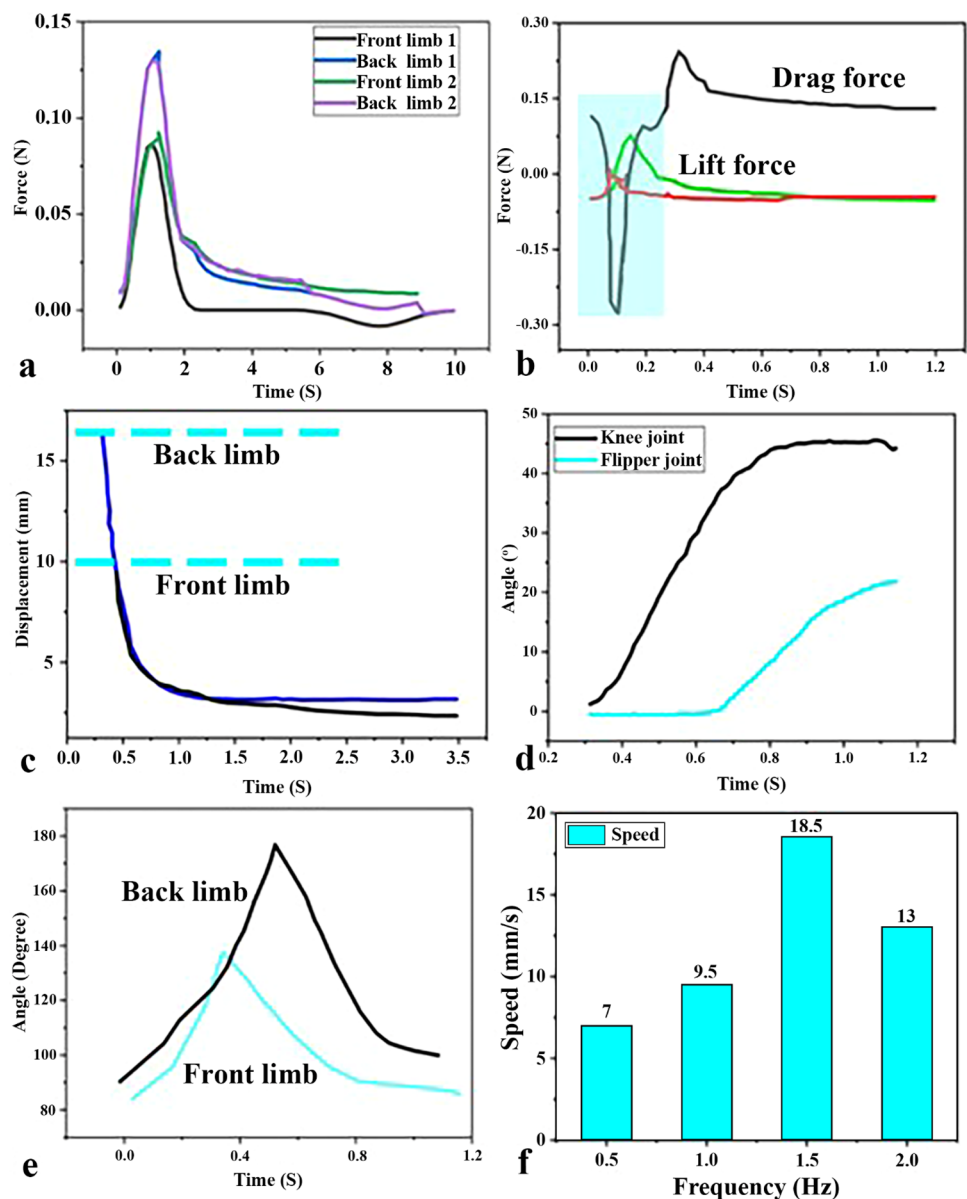 0.15
0.10
0.05
0.00
Force (N)
Front limb 1
Back limb 1
Front limb 2
Back limb 2
0 2 4 6 8 10
Time (S)
a
0.30
0.15
0.00
-0.15
-0.30
Force (N)
Drag force
Lift force
0.0 0.2 0.4 0.6 0.8 1.0 1.2
Time (S)
b
15
10
5
Displacement (mm)
Back limb
Front limb
0.0 0.5 1.0 1.5 2.0 2.5 3.0 3.5
Time (S)
c
50
40
30
20
10
0
Angle (°)
Knee joint
Flipper joint
0.2 0.4 0.6 0.8 1.0 1.2
Time (S)
d
180
160
140
120
100
80
Angle (Degree)
Back limb
Front limb
0.0 0.4 0.8 1.2
Time (S)
e
20
15
10
5
0
Speed (mm/s)
Speed
7
9.5
18.5
13
0.5 1.0 1.5 2.0
Frequency (Hz)
f